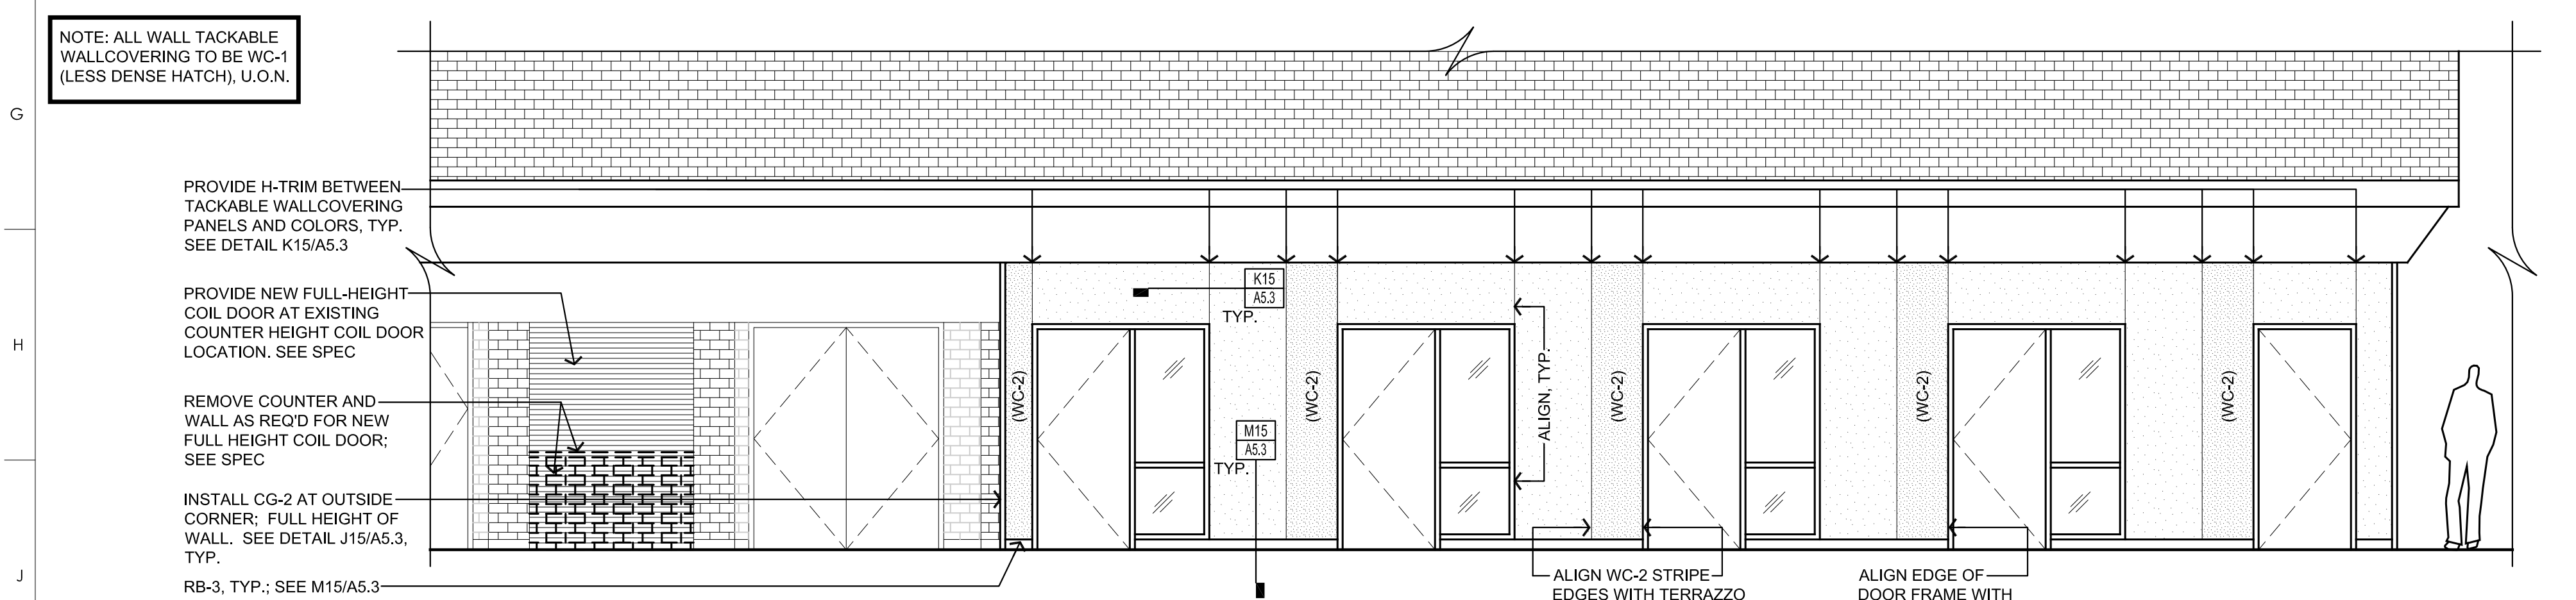 NOTE: ALL WALL TACKABLE
WALLCOVERING TO BE WC-1
(LESS DENSE HATCH), U.O.N.
G
PROVIDE H-TRIM BETWEEN
TACKABLE WALLCOVERING
PANELS AND COLORS, TYP.
SEE DETAIL K15/A5.3
PROVIDE NEW FULL-HEIGHT
COIL DOOR AT EXISTING
COUNTER HEIGHT COIL DOOR
LOCATION. SEE SPEC
H
REMOVE COUNTER AND
WALL AS REQ'D FOR NEW
FULL HEIGHT COIL DOOR;
SEE SPEC
INSTALL CG-2 AT OUTSIDE
CORNER; FULL HEIGHT OF
WALL. SEE DETAIL J15/A5.3,
TYP.
J
RB-3, TYP.; SEE M15/A5.3
(WC-2)
K15
A5.3
TYP.
M15
A5.3
TYP.
(WC-2)
ALIGN, TYP.
(WC-2)
(WC-2)
(WC-2)
ALIGN WC-2 STRIPE
EDGES WITH TERRAZZO
ALIGN EDGE OF
DOOR FRAME WITH